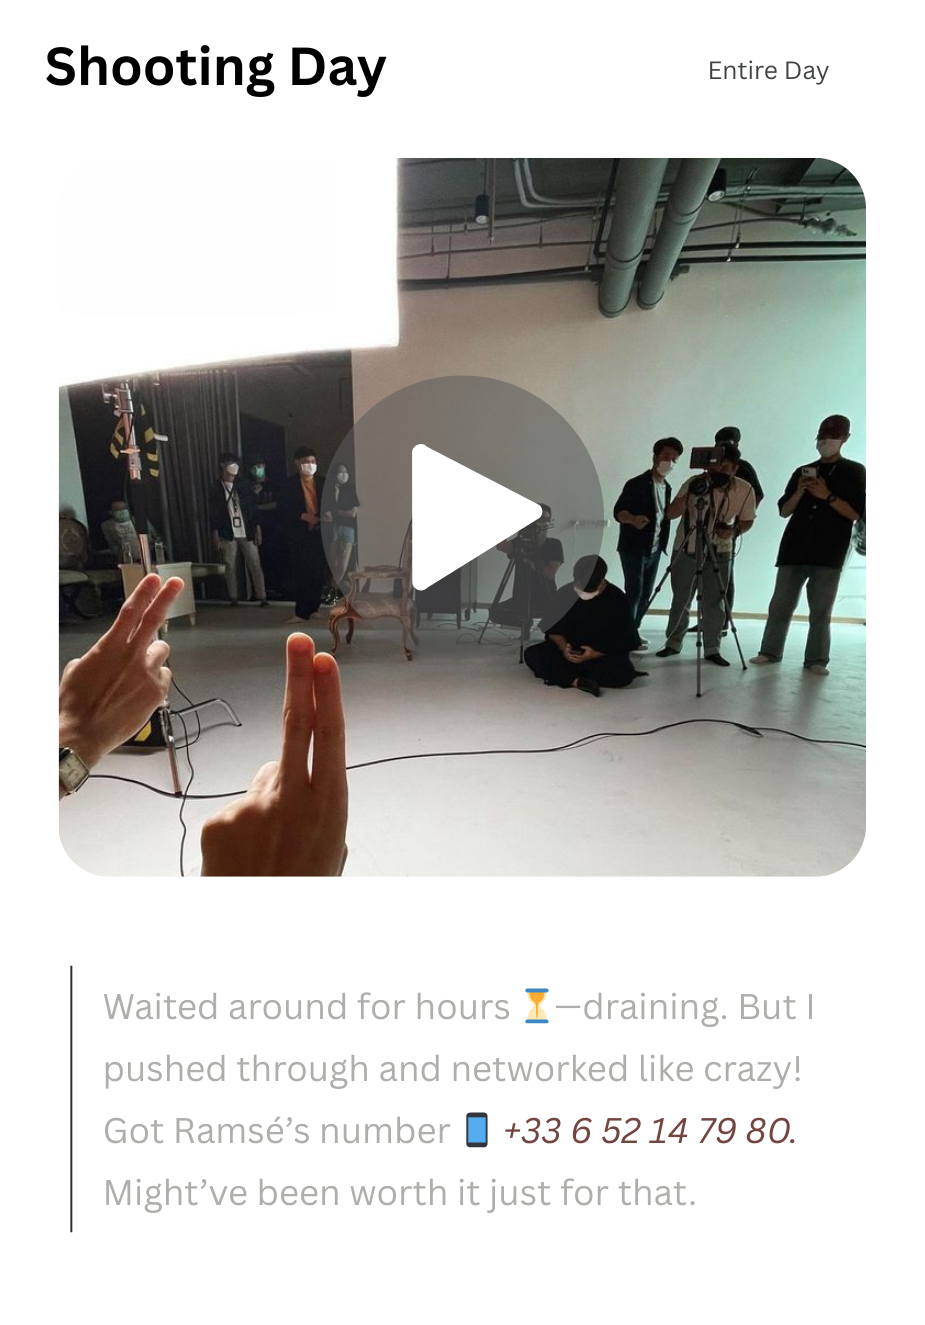 Shooting Day
Entire Day
Waited around for hours ⏳—draining. But I
pushed through and networked like crazy!
Got Ramsé’s number 📱 +33 6 52 14 79 80.
Might’ve been worth it just for that.